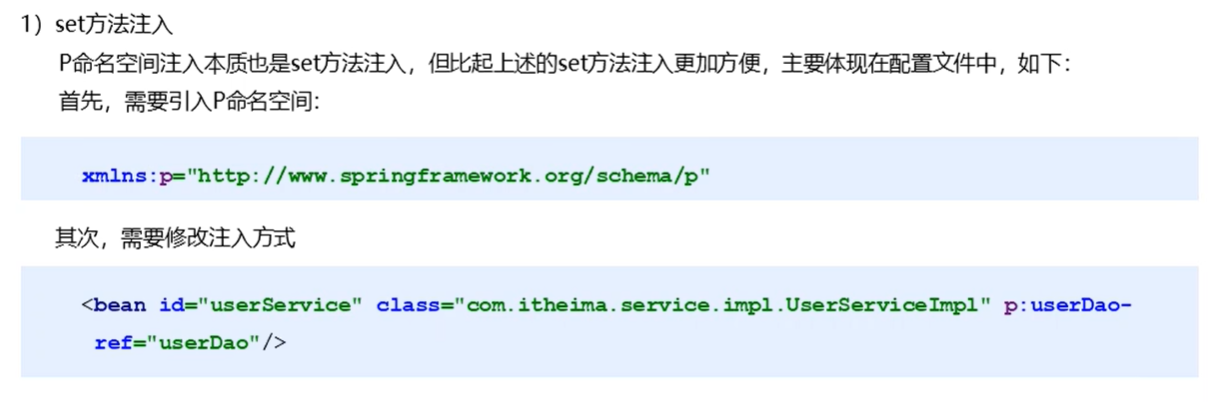 1）set方法注入
P命名空间注入本质也是set方法注入，但比起上述的set方法注入更加方便，主要体现在配置文件中，如下：
首先，需要引入P命名空间：
xmlns:p="http://www.springframework.org/schema/p"
其次，需要修改注入方式
<bean id="userService" class="com.itheima.service.impl.UserServiceImpl" p:userDao-
ref="userDao"/>